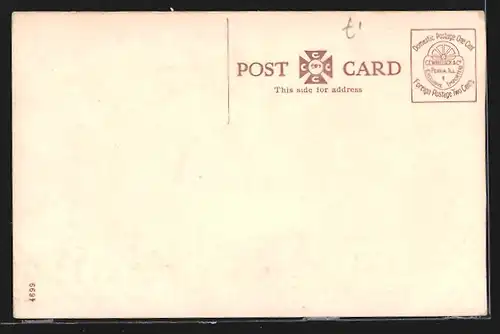 Domestic Postage One Cent
POST CARD
This side for address
Foreign Postage Two Cents
4699